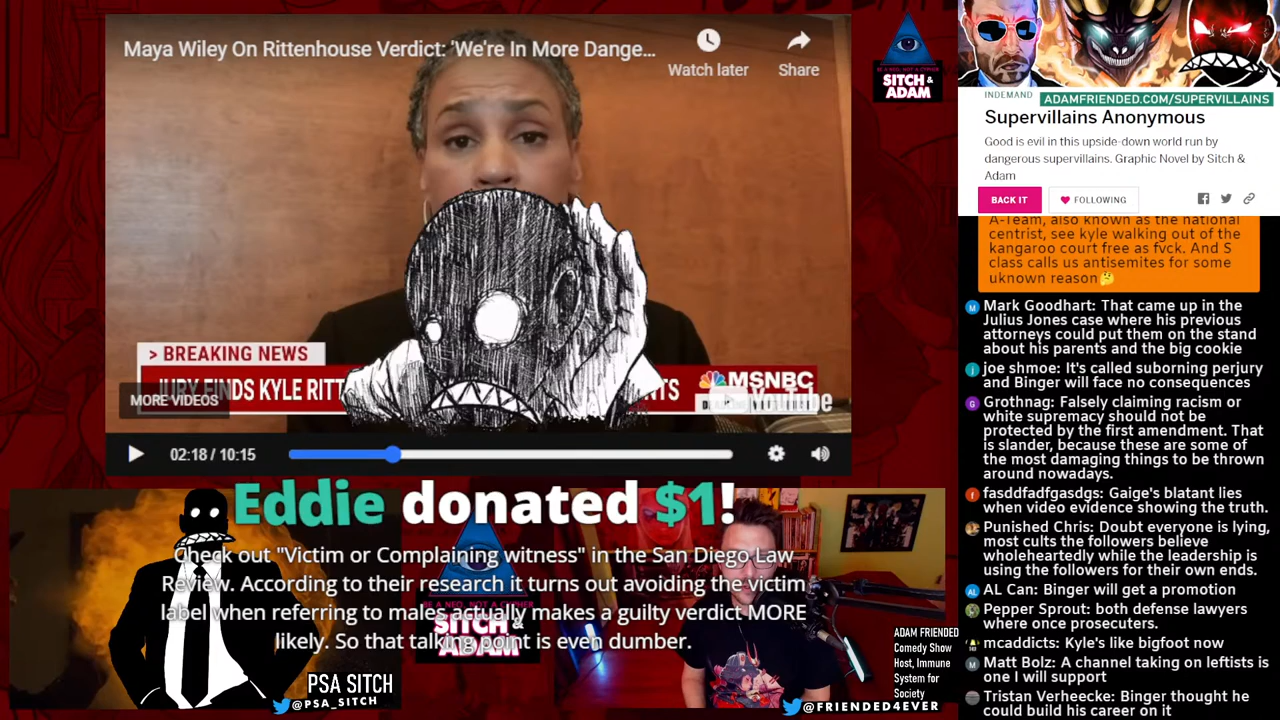 Maya Wiley On Rittenhouse Verdict: 'We're In More Dange...
Watch later
Share
SITCH &
ADAM
> BREAKING NEWS
JURY FINDS KYLE RITT
TS
MSNBC
YouTube
MORE VIDEOS
02:18 / 10:15
Eddie donated $1!
Check out "Victim or Complaining witness" in the San Diego Law
Review. According to their research it turns out avoiding the victim
label when referring to males actually makes a guilty verdict MORE
likely. So that talking point is even dumber.
SITCH &
ADAM
PSA SITCH
@PSA_SITCH
ADAM FRIENDED
Comedy Show
Host, Immune
System for
Society
@FRIENDED4EVER
INDEMAND
ADAMFRIENDED.COM/SUPERVILLAINS
Supervillains Anonymous
Good is evil in this upside-down world run by
dangerous supervillains. Graphic Novel by Sitch &
Adam
BACK IT
FOLLOWING
A-Team, also known as the national
centrist, see kyle walking out of the
kangaroo court free as fvck. And S
class calls us antisemites for some
uknown reason🤔
Mark Goodhart: That came up in the
Julius Jones case where his previous
attorneys could put them on the stand
about his parents and the big cookie
joe shmoe: It's called suborning perjury
and Binger will face no consequences
Grothnag: Falsely claiming racism or
white supremacy should not be
protected by the first amendment. That
is slander, because these are some of
the most damaging things to be thrown
around nowadays.
fasddfadfgasdgs: Gaige's blatant lies
when video evidence showing the truth.
Punished Chris: Doubt everyone is lying,
most cults the followers believe
wholeheartedly while the leadership is
using the followers for their own ends.
AL Can: Binger will get a promotion
Pepper Sprout: both defense lawyers
where once prosecuters.
mcaddicts: Kyle's like bigfoot now
Matt Bolz: A channel taking on leftists is
one I will support
Tristan Verheecke: Binger thought he
could build his career on it